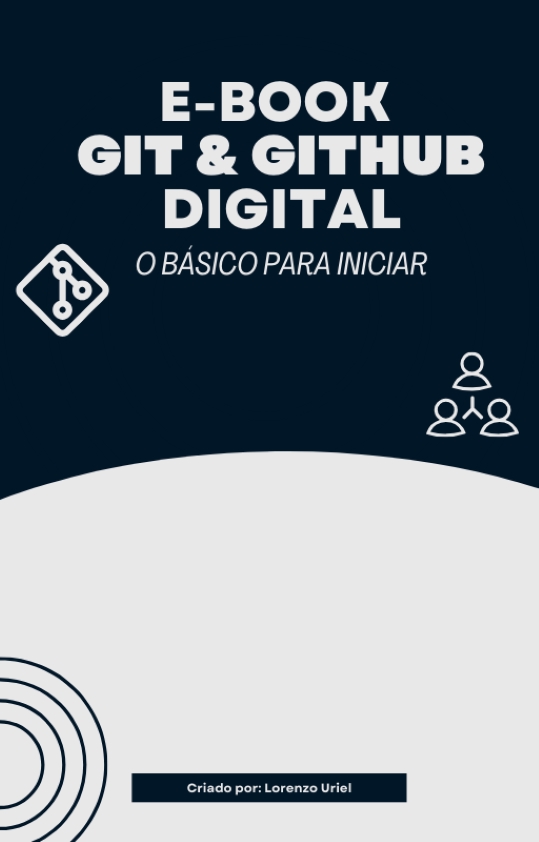 E-BOOK
GIT & GITHUB
DIGITAL
O BÁSICO PARA INICIAR
Criado por: Lorenzo Uriel